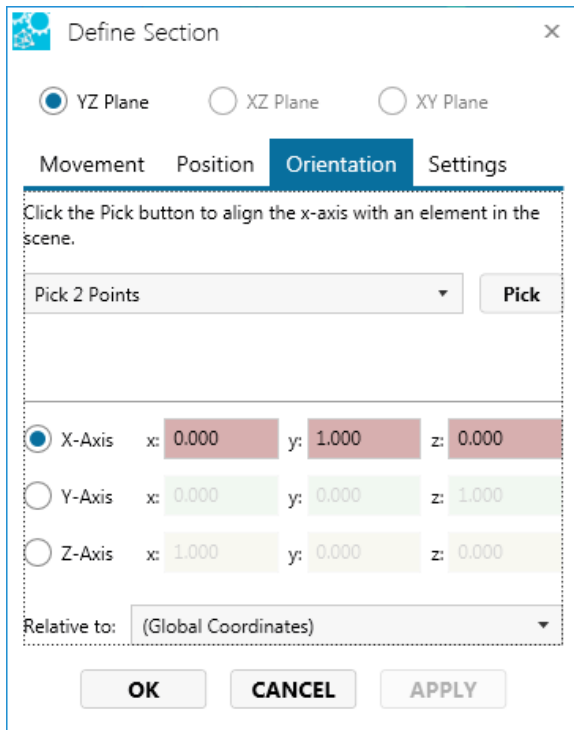 Define Section
YZ Plane XZ Plane XY Plane
Movement Position Orientation Settings
Click the Pick button to align the x-axis with an element in the
scene.
Pick 2 Points Pick
X-Axis x: 0.000 y: 1.000 z: 0.000
Y-Axis x: 0.000 y: 0.000 z: 1.000
Z-Axis x: 1.000 y: 0.000 z: 0.000
Relative to: (Global Coordinates)
OK CANCEL APPLY